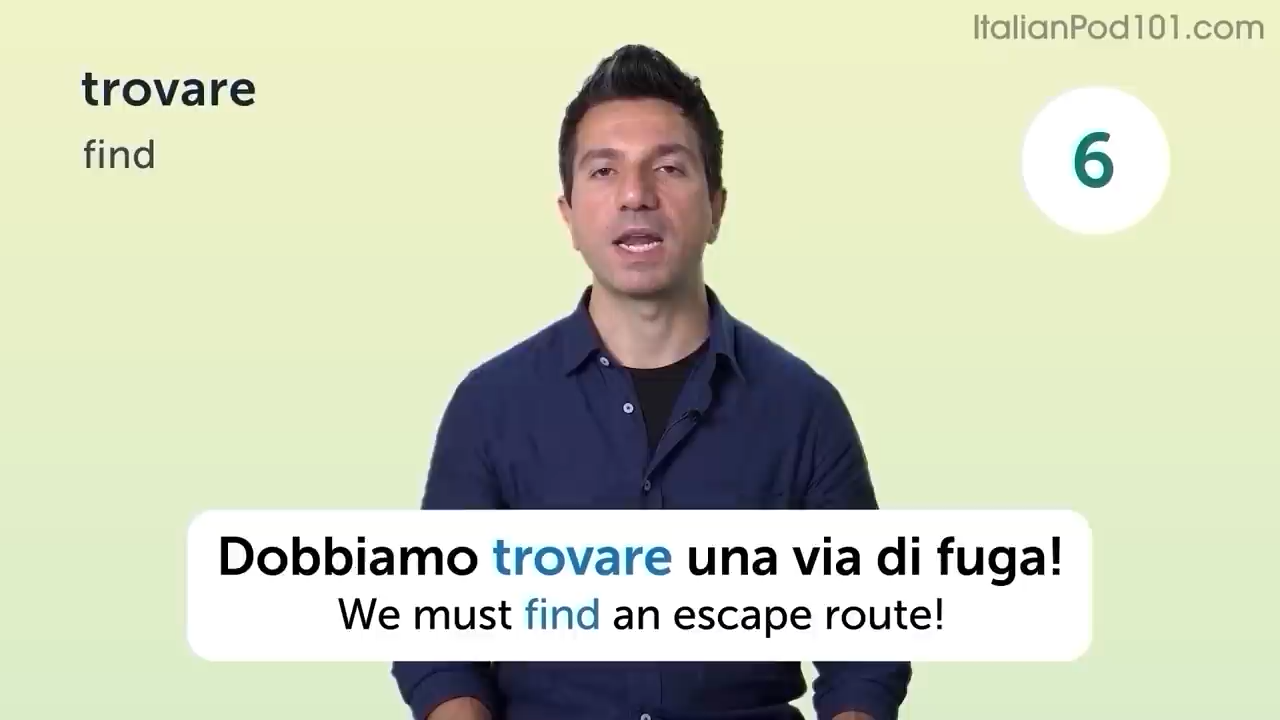 ItalianPod101.com
trovare
find
6
Dobbiamo trovare una via di fuga!
We must find an escape route!